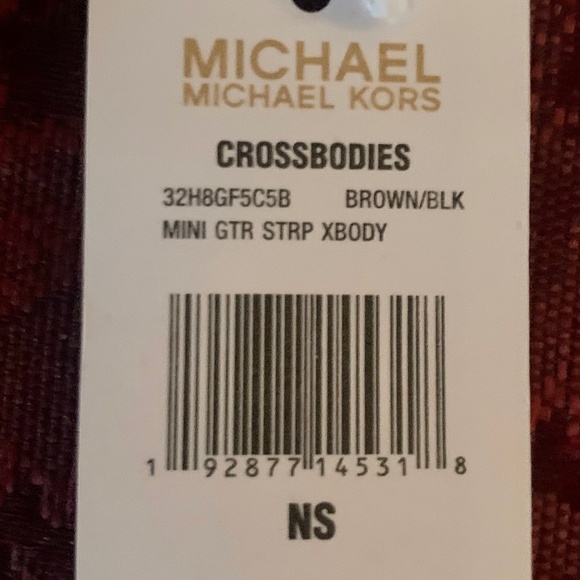 MICHAEL
MICHAEL KORS
CROSSBODIES
32H8GF5C5B BROWN/BLK
MINI GTR STRP XBODY
1 92877 14531 8
NS